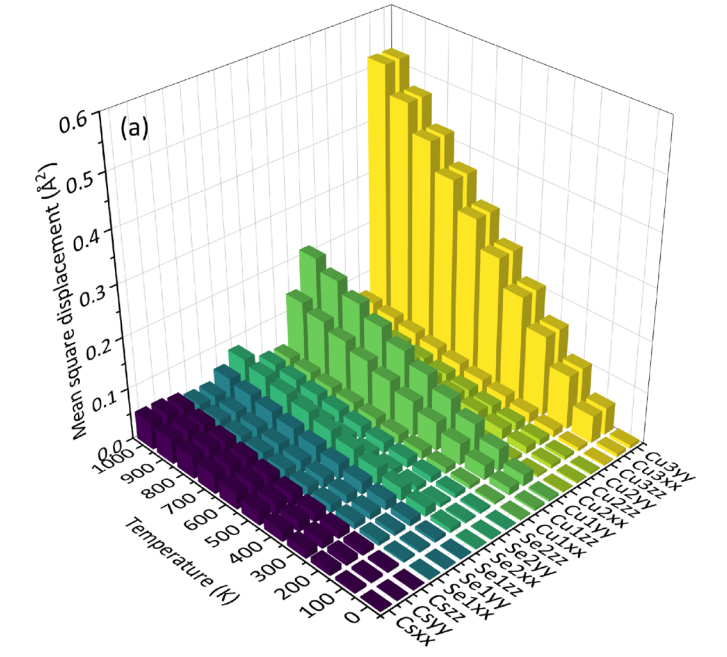 (a)
Mean square displacement (Å²)
0.6
0.5
0.4
0.3
0.2
0.1
0.0
Temperature (K)
1000
900
800
700
600
500
400
300
200
100
0
Cu3yy
Cu3xx
Cu3zz
Cu2yy
Cu2zz
Cu2xx
Cu1yy
Cu1zz
Cu1xx
Se2zz
Se2yy
Se2xx
Se1zz
Se1yy
Se1xx
Cszz
Csyy
Csxx